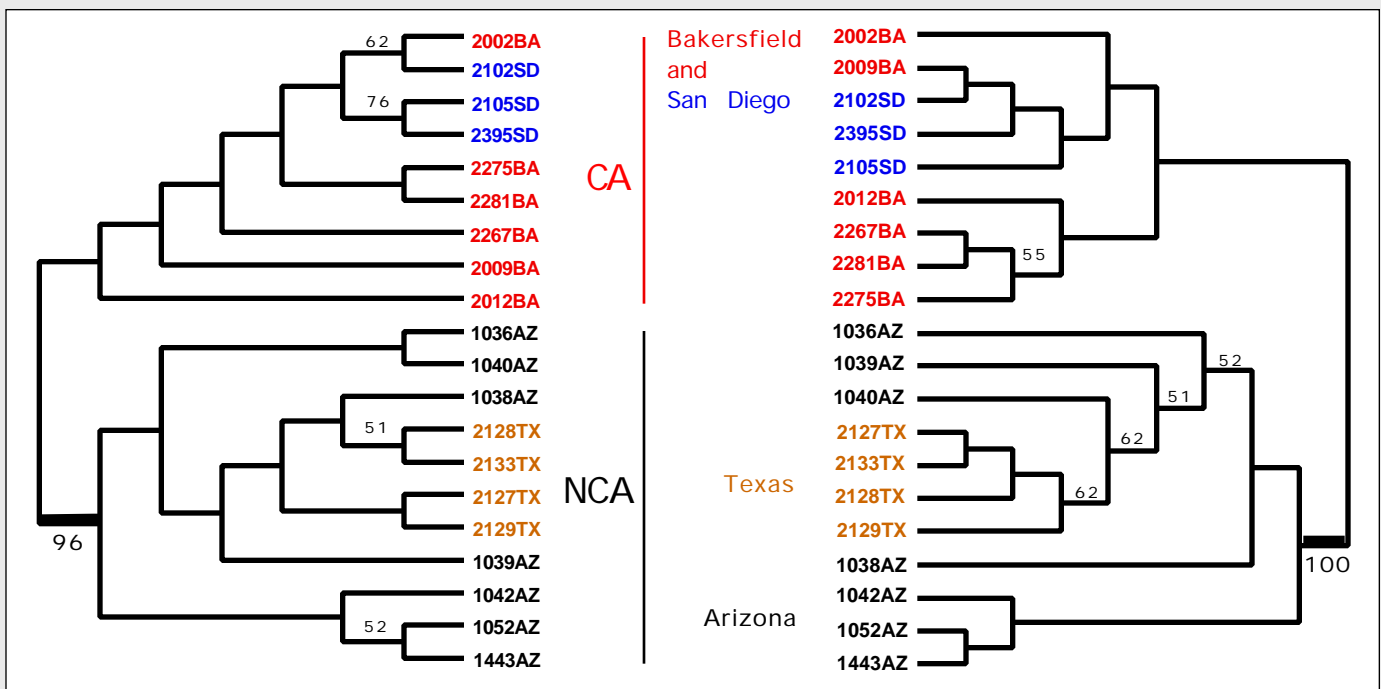 62
2002BA
2102SD
76
2105SD
2395SD
2275BA
2281BA
2267BA
2009BA
2012BA
1036AZ
1040AZ
1038AZ
51
2128TX
2133TX
2127TX
2129TX
1039AZ
1042AZ
52
1052AZ
1443AZ
96
CA
NCA
Bakersfield
and
San Diego
Texas
Arizona
2002BA
2009BA
2102SD
2395SD
2105SD
2012BA
2267BA
2281BA
55
2275BA
1036AZ
52
1039AZ
51
1040AZ
62
2127TX
2133TX
2128TX
62
2129TX
1038AZ
100
1042AZ
1052AZ
1443AZ